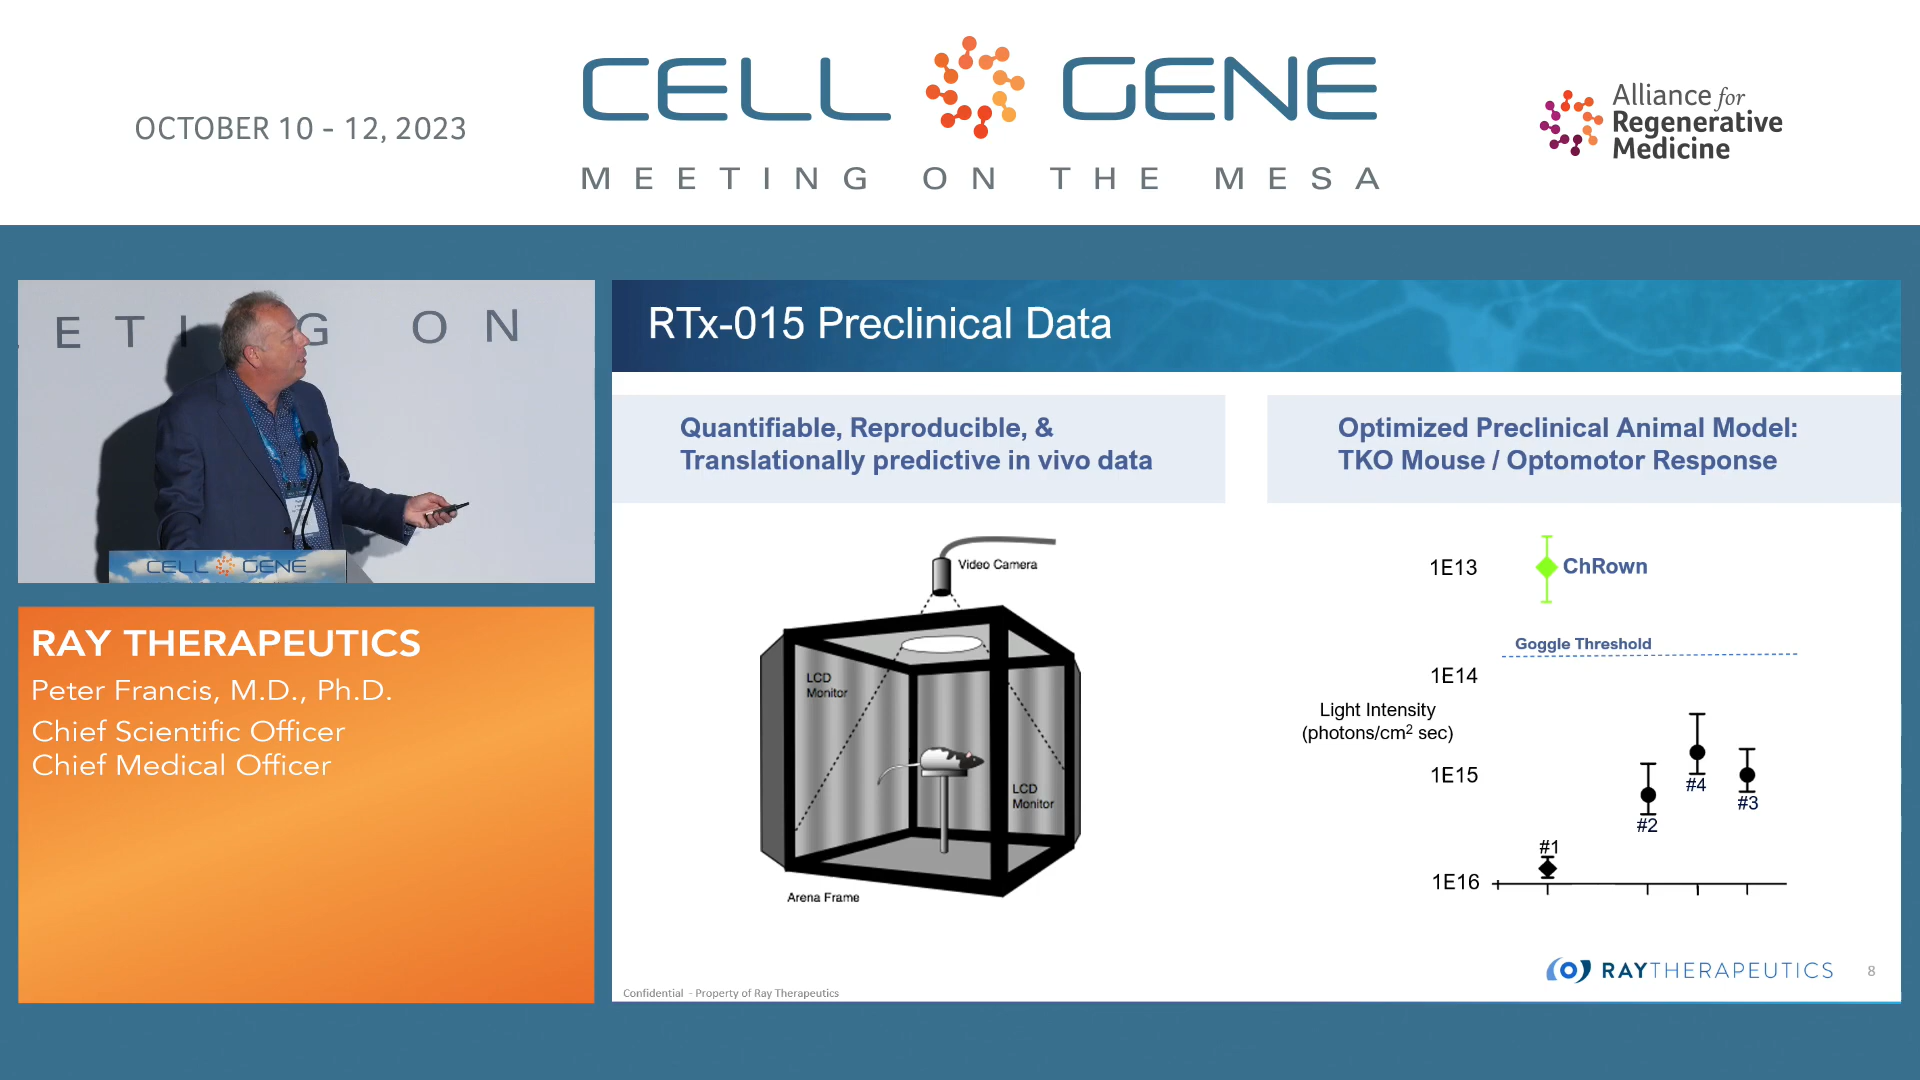 OCTOBER 10 - 12, 2023
CELL GENE
MEETING ON THE MESA
Alliance for
Regenerative
Medicine
ETI G ON
CELL GENE
RAY THERAPEUTICS
Peter Francis, M.D., Ph.D.
Chief Scientific Officer
Chief Medical Officer
RTx-015 Preclinical Data
Quantifiable, Reproducible, &
Translationally predictive in vivo data
Video Camera
LCD
Monitor
LCD
Monitor
Arena Frame
Optimized Preclinical Animal Model:
TKO Mouse / Optomotor Response
1E13
ChRown
Goggle Threshold
1E14
Light Intensity
(photons/cm² sec)
1E15
#4
#3
#2
#1
1E16
RAYTHERAPEUTICS
8
Confidential - Property of Ray Therapeutics